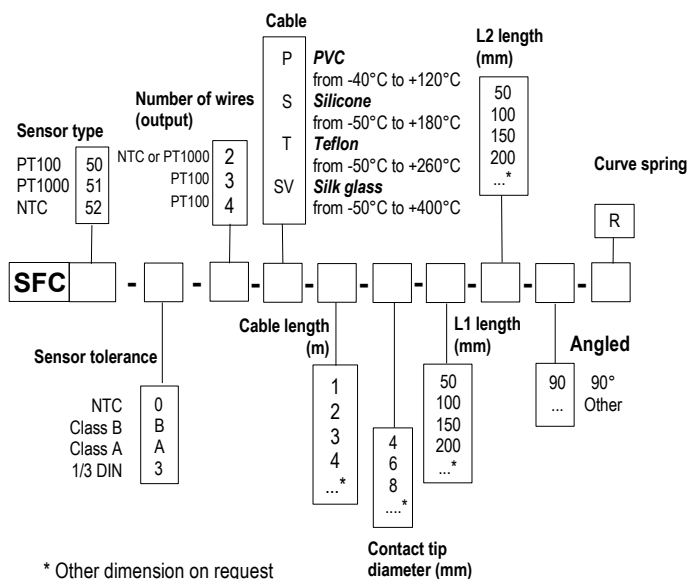 Cable
P PVC
from -40°C to +120°C
S Silicone
from -50°C to +180°C
T Teflon
from -50°C to +260°C
SV Silk glass
from -50°C to +400°C
L2 length
(mm)
50
100
150
200
...*
Number of wires
(output)
NTC or PT1000 2
PT100 3
PT100 4
Sensor type
PT100 50
PT1000 51
NTC 52
Curve spring
R
SFC - - - - - - - - -
Sensor tolerance
NTC 0
Class B B
Class A A
1/3 DIN 3
Cable length
(m)
1
2
3
4
...*
4
6
8
....*
Contact tip
diameter (mm)
L1 length
(mm)
50
100
150
200
...*
Angled
90 90°
... Other
* Other dimension on request